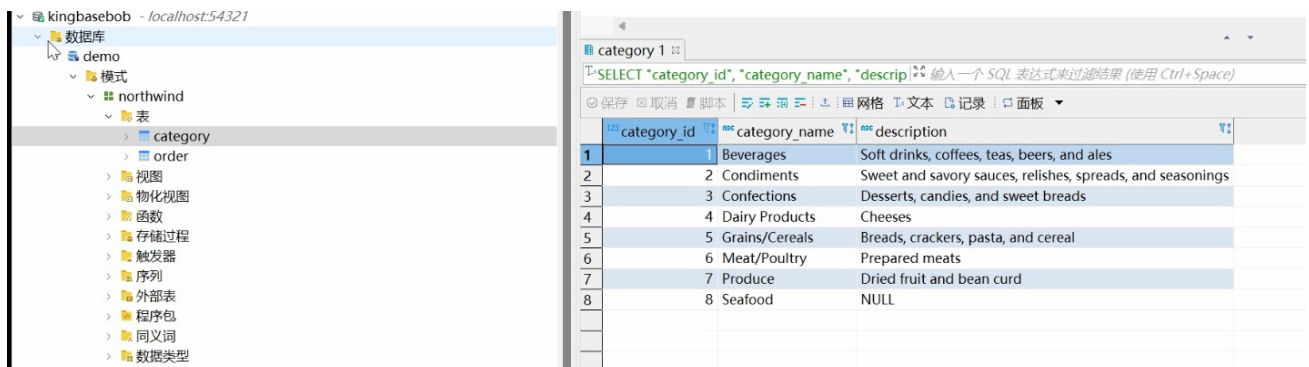 kingbasebob - localhost:54321
数据库
demo
模式
northwind
表
category
order
视图
物化视图
函数
存储过程
触发器
序列
外部表
程序包
同义词
数据类型
category 1
SELECT "category_id", "category_name", "descrip 输入一个 SQL 表达式来过滤结果 (使用 Ctrl+Space)
保存 取消 脚本 网格 文本 记录 面板
123 category_id ABC category_name ABC description
1 1 Beverages Soft drinks, coffees, teas, beers, and ales
2 2 Condiments Sweet and savory sauces, relishes, spreads, and seasonings
3 3 Confections Desserts, candies, and sweet breads
4 4 Dairy Products Cheeses
5 5 Grains/Cereals Breads, crackers, pasta, and cereal
6 6 Meat/Poultry Prepared meats
7 7 Produce Dried fruit and bean curd
8 8 Seafood NULL